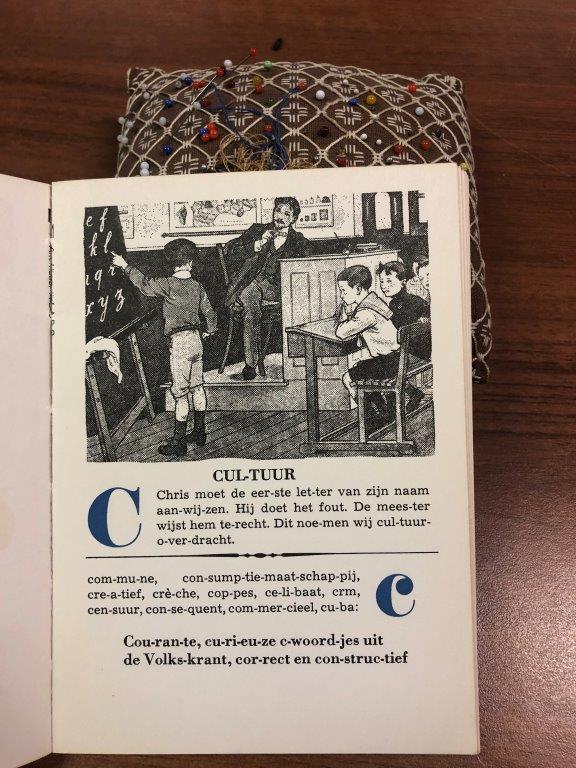 e f
h l
q r
x y z
CUL-TUUR
C
Chris moet de eer-ste let-ter van zijn naam
aan-wij-zen. Hij doet het fout. De mees-ter
wijst hem te-recht. Dit noe-men wij cul-tuur-
o-ver-dracht.
com-mu-ne, con-sump-tie-maat-schap-pij,
cre-a-tief, crè-che, cop-pes, ce-li-baat, crm,
cen-suur, con-se-quent, com-mer-cieel, cu-ba:
c
Cou-ran-te, cu-ri-eu-ze c-woord-jes uit
de Volks-krant, cor-rect en con-struc-tief